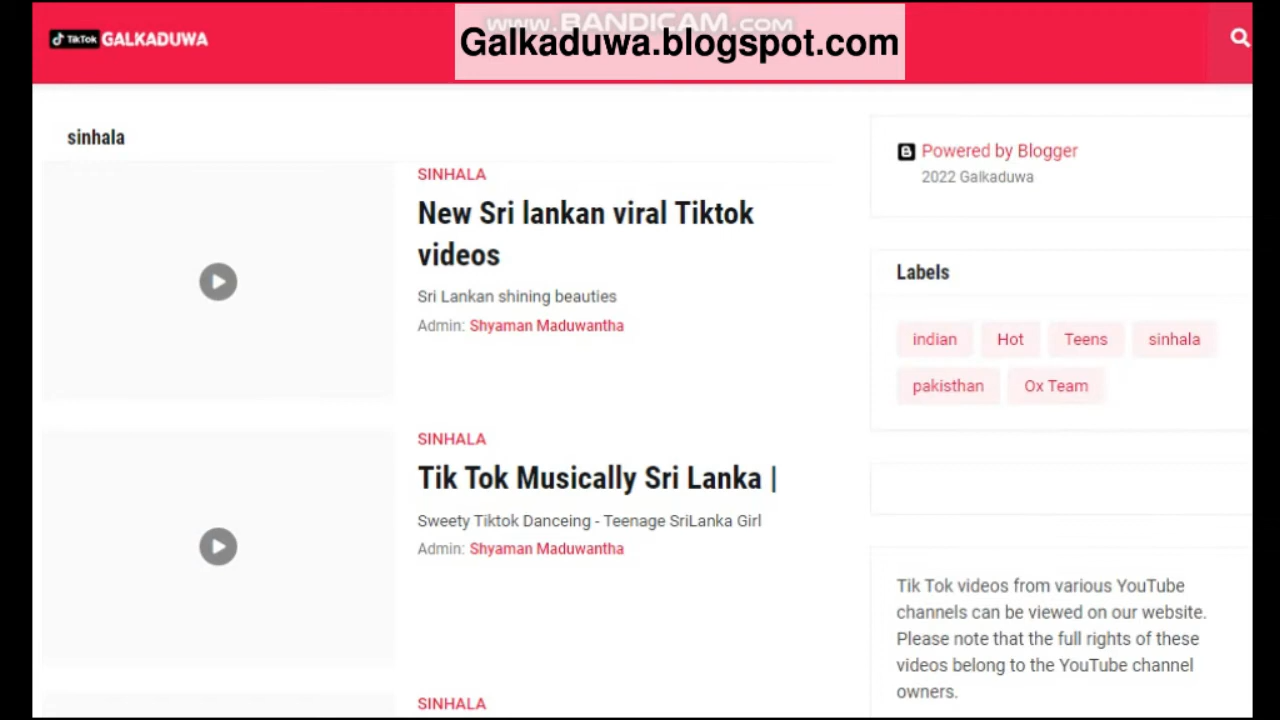 www.BANDICAM.com
TikTok GALKADUWA
Galkaduwa.blogspot.com
sinhala
SINHALA
New Sri lankan viral Tiktok
videos
Sri Lankan shining beauties
Admin: Shyaman Maduwantha
SINHALA
Tik Tok Musically Sri Lanka |
Sweety Tiktok Danceing - Teenage SriLanka Girl
Admin: Shyaman Maduwantha
SINHALA
Powered by Blogger
2022 Galkaduwa
Labels
indian Hot Teens sinhala
pakisthan Ox Team
Tik Tok videos from various YouTube
channels can be viewed on our website.
Please note that the full rights of these
videos belong to the YouTube channel
owners.